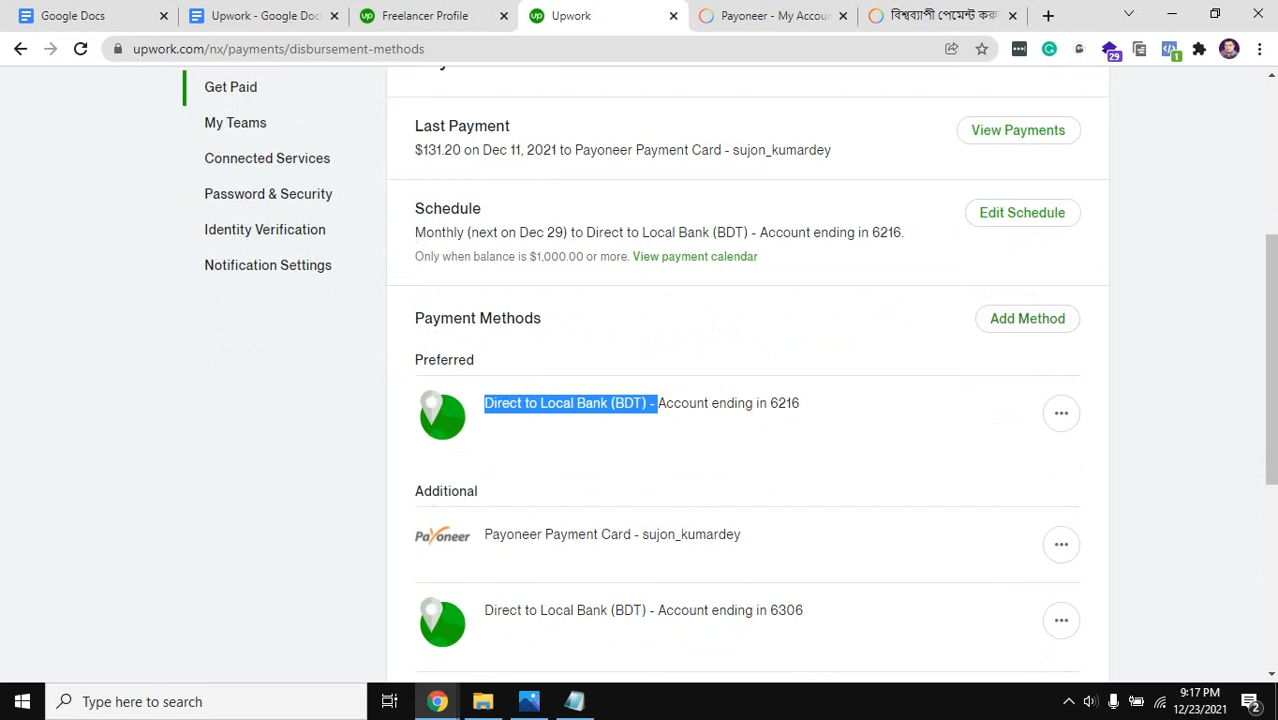 Google Docs
Upwork - Google Docs
Freelancer Profile
Upwork
Payoneer - My Accou
বিশ্বব্যাপী পেমেন্ট করু
upwork.com/nx/payments/disbursement-methods
29
1
Get Paid
My Teams
Connected Services
Password & Security
Identity Verification
Notification Settings
Last Payment
View Payments
$131.20 on Dec 11, 2021 to Payoneer Payment Card - sujon_kumardey
Schedule
Edit Schedule
Monthly (next on Dec 29) to Direct to Local Bank (BDT) - Account ending in 6216.
Only when balance is $1,000.00 or more. View payment calendar
Payment Methods
Add Method
Preferred
Direct to Local Bank (BDT) - Account ending in 6216
Additional
Payoneer
Payoneer Payment Card - sujon_kumardey
Direct to Local Bank (BDT) - Account ending in 6306
Type here to search
9:17 PM
12/23/2021
2